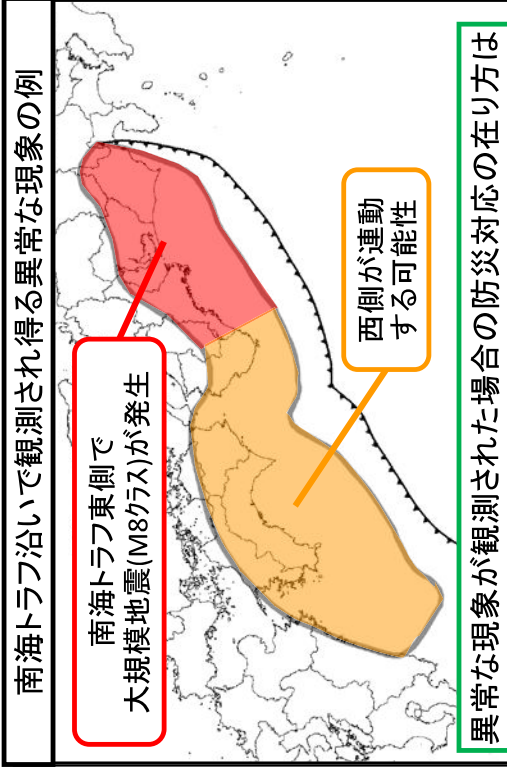 南海トラフ沿いで観測され得る異常な現象の例
南海トラフ東側で
大規模地震(M8クラス)が発生
西側が連動
する可能性
異常な現象が観測された場合の防災対応の在り方は